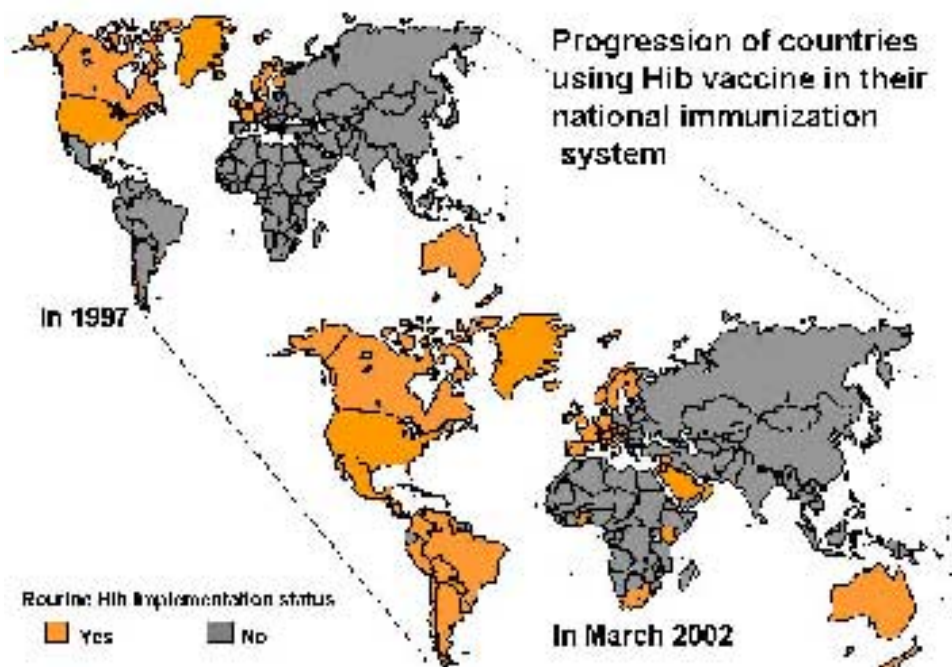 Progression of countries
using Hib vaccine in their
national immunization
system
In 1997
Routine Hib Implementation status
Yes
No
In March 2002